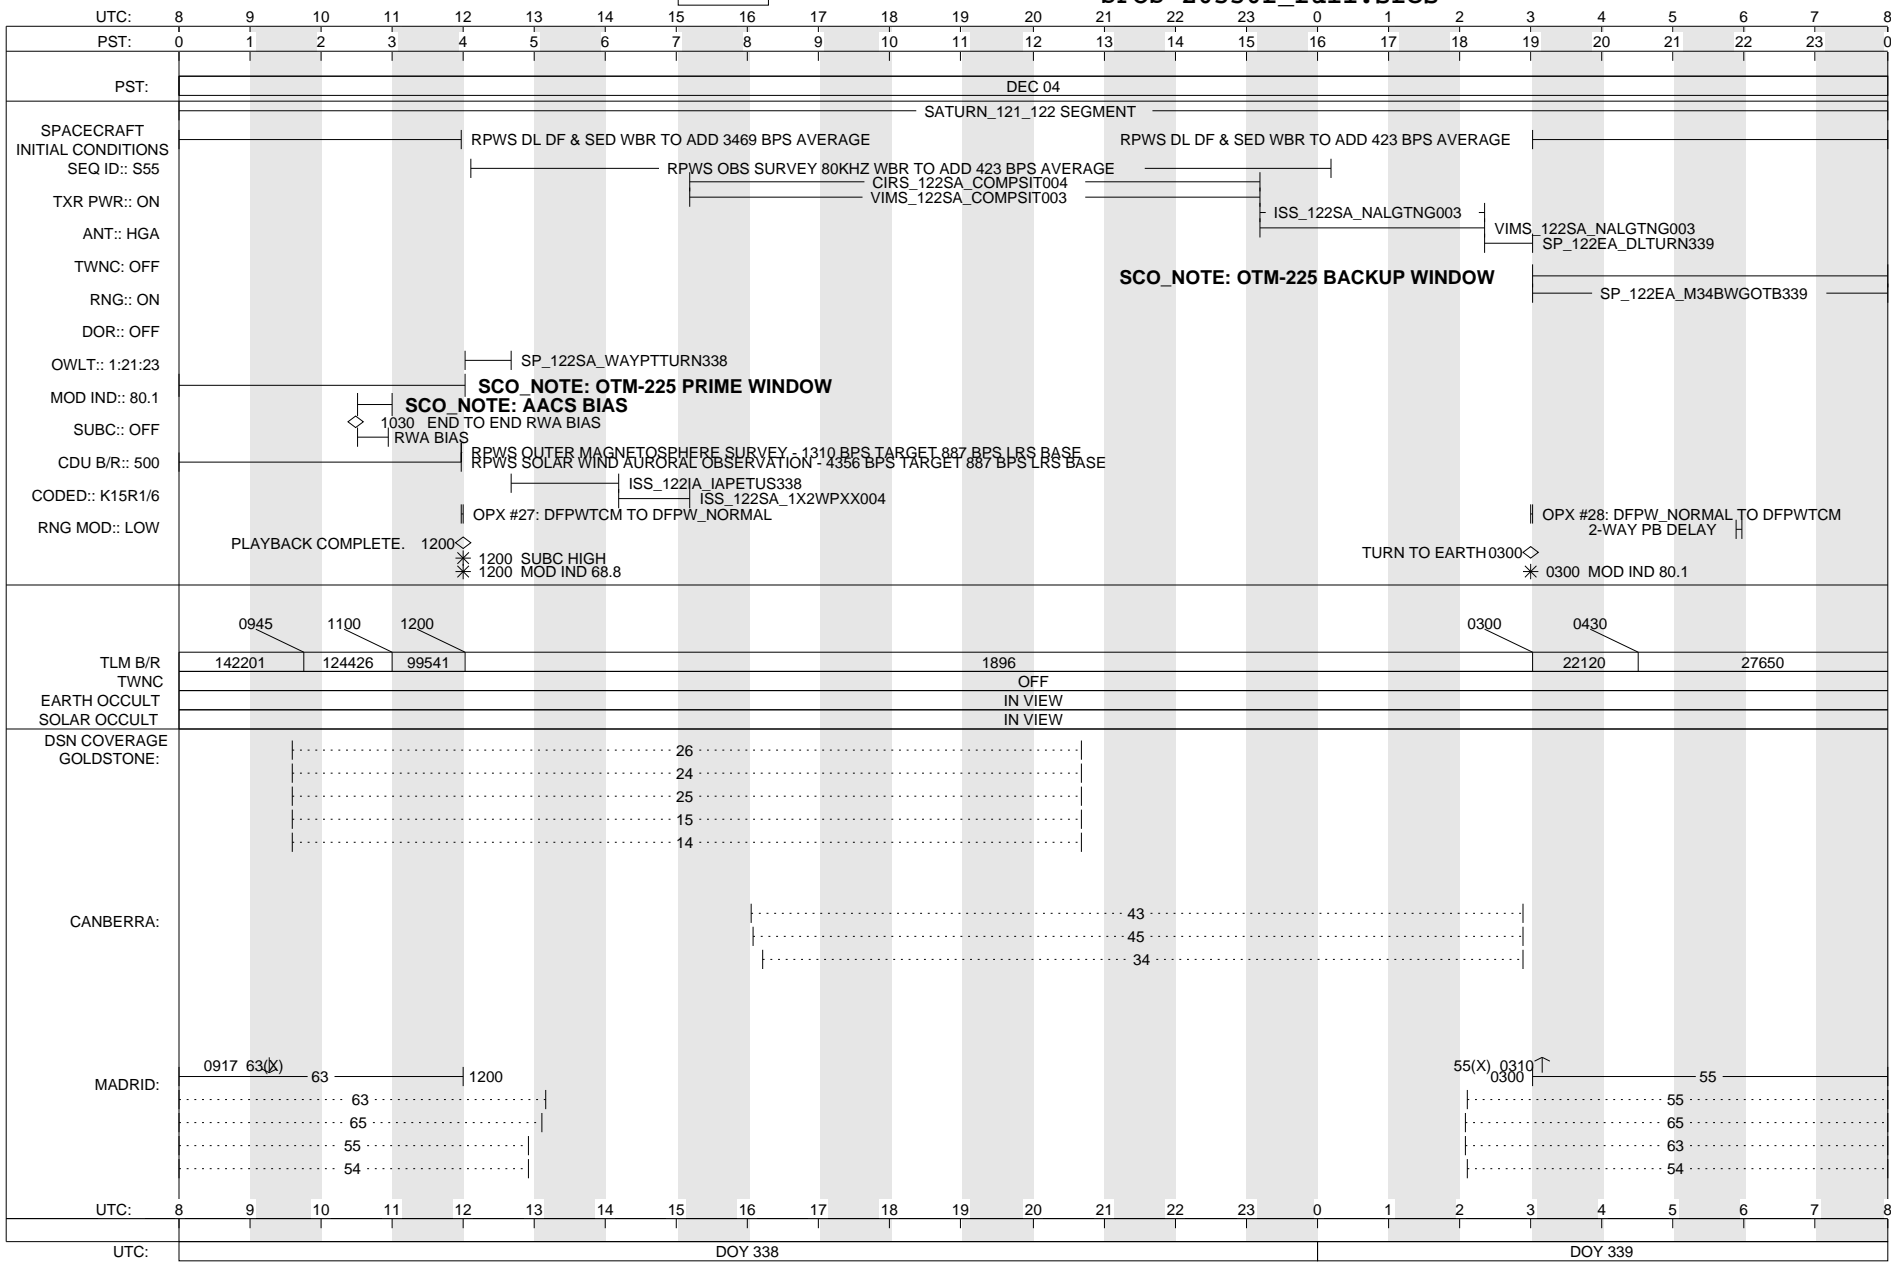 UTC: 8 9 10 11 12 13 14 15 16 17 18 19 20 21 22 23 0 1 2 3 4 5 6 7 8
PST: 0 1 2 3 4 5 6 7 8 9 10 11 12 13 14 15 16 17 18 19 20 21 22 23 0
PST: DEC 04
SATURN_121_122 SEGMENT
SPACECRAFT
INITIAL CONDITIONS
RPWS DL DF & SED WBR TO ADD 3469 BPS AVERAGE
RPWS DL DF & SED WBR TO ADD 423 BPS AVERAGE
SEQ ID:: S55
RPWS OBS SURVEY 80KHZ WBR TO ADD 423 BPS AVERAGE
CIRS_122SA_COMPSIT004
VIMS_122SA_COMPSIT003
TXR PWR:: ON
ISS_122SA_NALGTNG003
VIMS_122SA_NALGTNG003
ANT:: HGA
SP_122EA_DLTURN339
TWNC: OFF
SCO_NOTE: OTM-225 BACKUP WINDOW
SP_122EA_M34BWGOTB339
RNG:: ON
DOR:: OFF
OWLT:: 1:21:23
SP_122SA_WAYPTTURN338
SCO_NOTE: OTM-225 PRIME WINDOW
MOD IND:: 80.1
SCO_NOTE: AACS BIAS
1030 END TO END RWA BIAS
SUBC:: OFF
RWA BIAS
RPWS OUTER MAGNETOSPHERE SURVEY - 1310 BPS TARGET 887 BPS LRS BASE
CDU B/R:: 500
RPWS SOLAR WIND AURORAL OBSERVATION - 4356 BPS TARGET 887 BPS LRS BASE
ISS_122IA_IAPETUS338
CODED:: K15R1/6
ISS_122SA_1X2WPXX004
OPX #27: DFPWTCM TO DFPW_NORMAL
OPX #28: DFPW_NORMAL TO DFPWTCM
RNG MOD:: LOW
2-WAY PB DELAY
PLAYBACK COMPLETE. 1200
TURN TO EARTH 0300
1200 SUBC HIGH
1200 MOD IND 68.8
0300 MOD IND 80.1
0945 1100 1200 0300 0430
TLM B/R 142201 124426 99541 1896 22120 27650
TWNC OFF
EARTH OCCULT IN VIEW
SOLAR OCCULT IN VIEW
DSN COVERAGE
GOLDSTONE:
26
24
25
15
14
CANBERRA:
43
45
34
MADRID:
0917 63(X)
63 1200
55(X) 0310
0300 55
63 55
65 65
55 63
54 54
UTC: 8 9 10 11 12 13 14 15 16 17 18 19 20 21 22 23 0 1 2 3 4 5 6 7 8
UTC: DOY 338 DOY 339